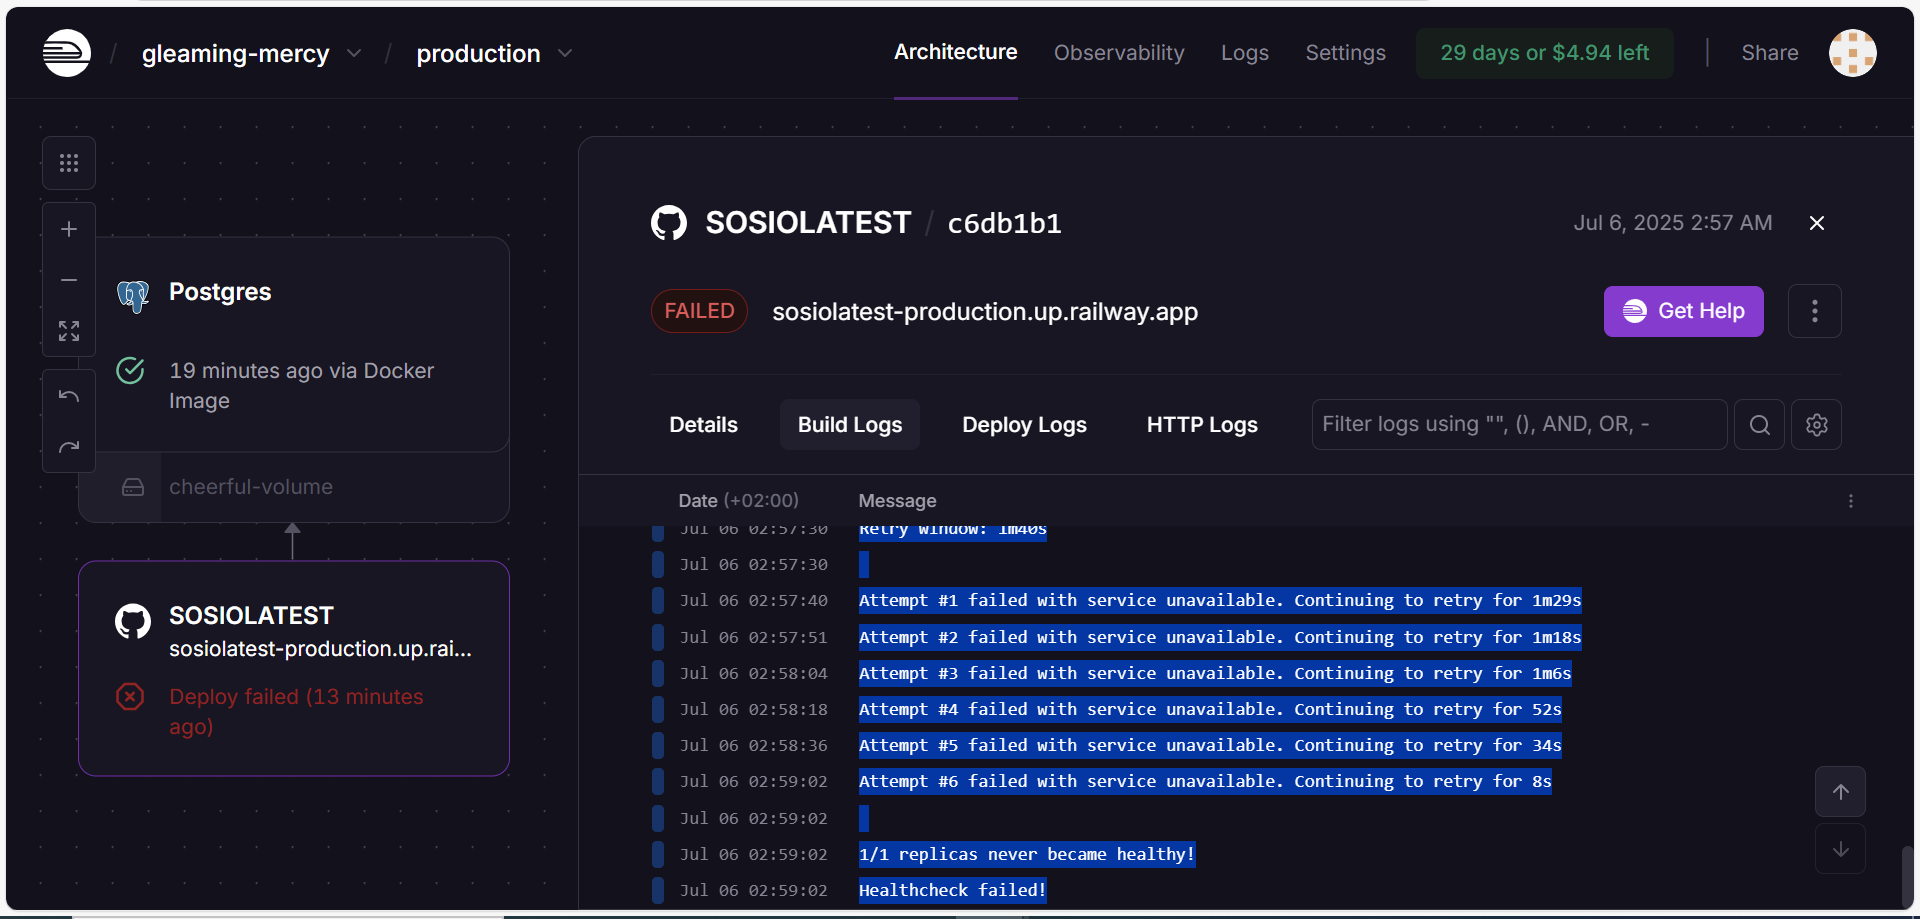 / gleaming-mercy / production
Architecture Observability Logs Settings 29 days or $4.94 left Share
Postgres
19 minutes ago via Docker
Image
cheerful-volume
SOSIOLATEST
sosiolatest-production.up.rai...
Deploy failed (13 minutes
ago)
SOSIOLATEST / c6db1b1 Jul 6, 2025 2:57 AM
FAILED sosiolatest-production.up.railway.app Get Help
Details Build Logs Deploy Logs HTTP Logs Filter logs using "", (), AND, OR, -
Date (+02:00) Message
Jul 06 02:57:30 Retry window: 1m40s
Jul 06 02:57:30
Jul 06 02:57:40 Attempt #1 failed with service unavailable. Continuing to retry for 1m29s
Jul 06 02:57:51 Attempt #2 failed with service unavailable. Continuing to retry for 1m18s
Jul 06 02:58:04 Attempt #3 failed with service unavailable. Continuing to retry for 1m6s
Jul 06 02:58:18 Attempt #4 failed with service unavailable. Continuing to retry for 52s
Jul 06 02:58:36 Attempt #5 failed with service unavailable. Continuing to retry for 34s
Jul 06 02:59:02 Attempt #6 failed with service unavailable. Continuing to retry for 8s
Jul 06 02:59:02
Jul 06 02:59:02 1/1 replicas never became healthy!
Jul 06 02:59:02 Healthcheck failed!